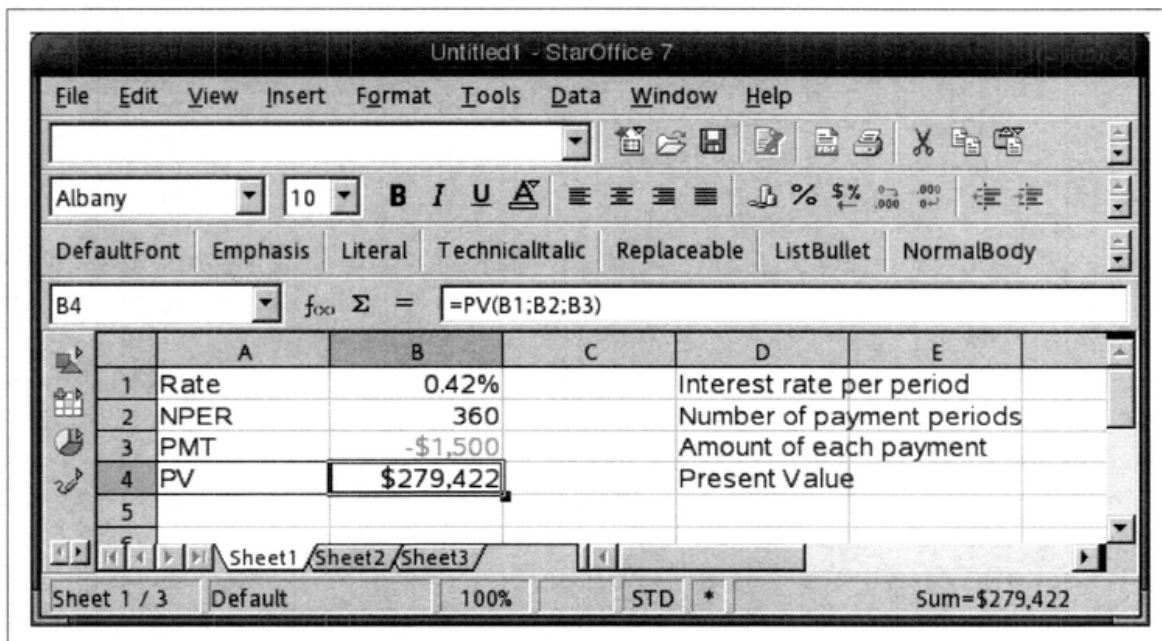 Untitled1 - StarOffice 7
File Edit View Insert Format Tools Data Window Help
Albany 10 B I U A % $%
DefaultFont Emphasis Literal TechnicalItalic Replaceable ListBullet NormalBody
B4 f(x) Σ = =PV(B1;B2;B3)
A B C D E
1 Rate 0.42% Interest rate per period
2 NPER 360 Number of payment periods
3 PMT -$1,500 Amount of each payment
4 PV $279,422 Present Value
5
Sheet1 Sheet2 Sheet3
Sheet 1 / 3 Default 100% STD * Sum=$279,422